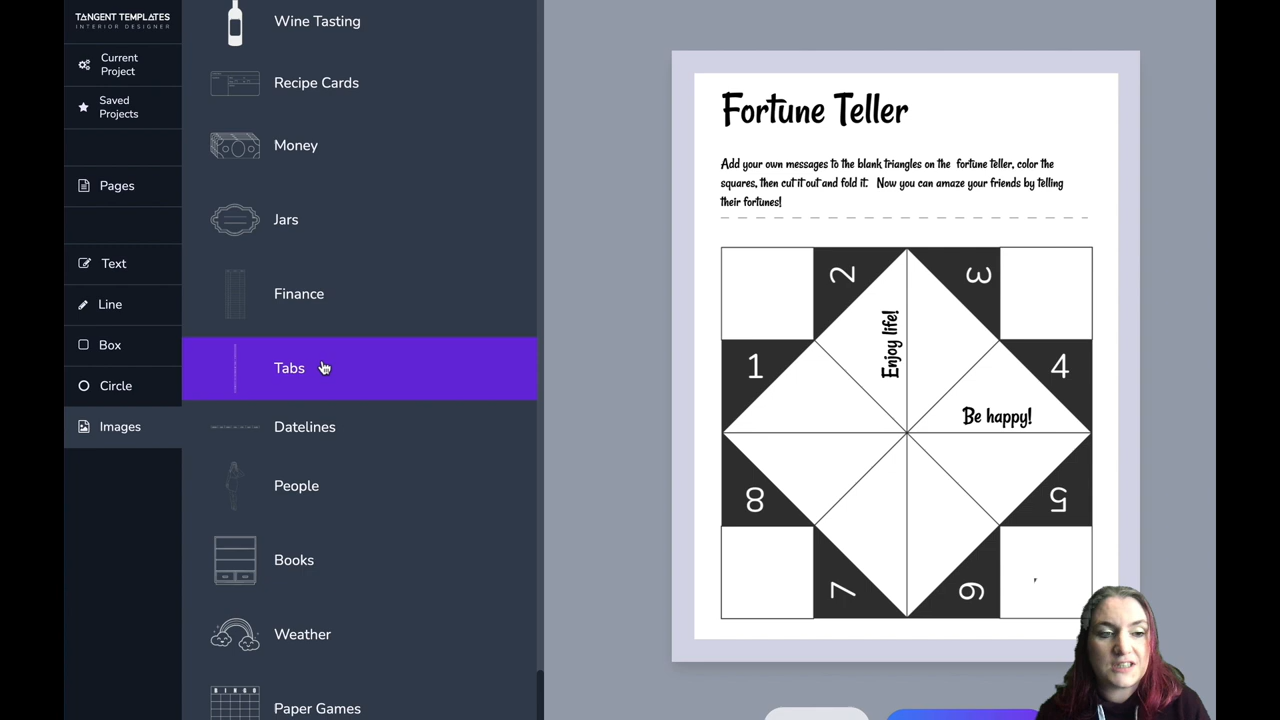 TANGENT TEMPLATES
INTERIOR DESIGNER
Current
Project
Saved
Projects
Pages
Text
Line
Box
Circle
Images
Wine Tasting
Recipe Cards
Money
Jars
Finance
Tabs
Datelines
People
Books
Weather
BINGO
Paper Games
Fortune Teller
Add your own messages to the blank triangles on the fortune teller, color the
squares, then cut it out and fold it. Now you can amaze your friends by telling
their fortunes!
2
3
1
Enjoy life!
4
Be happy!
8
5
7
6